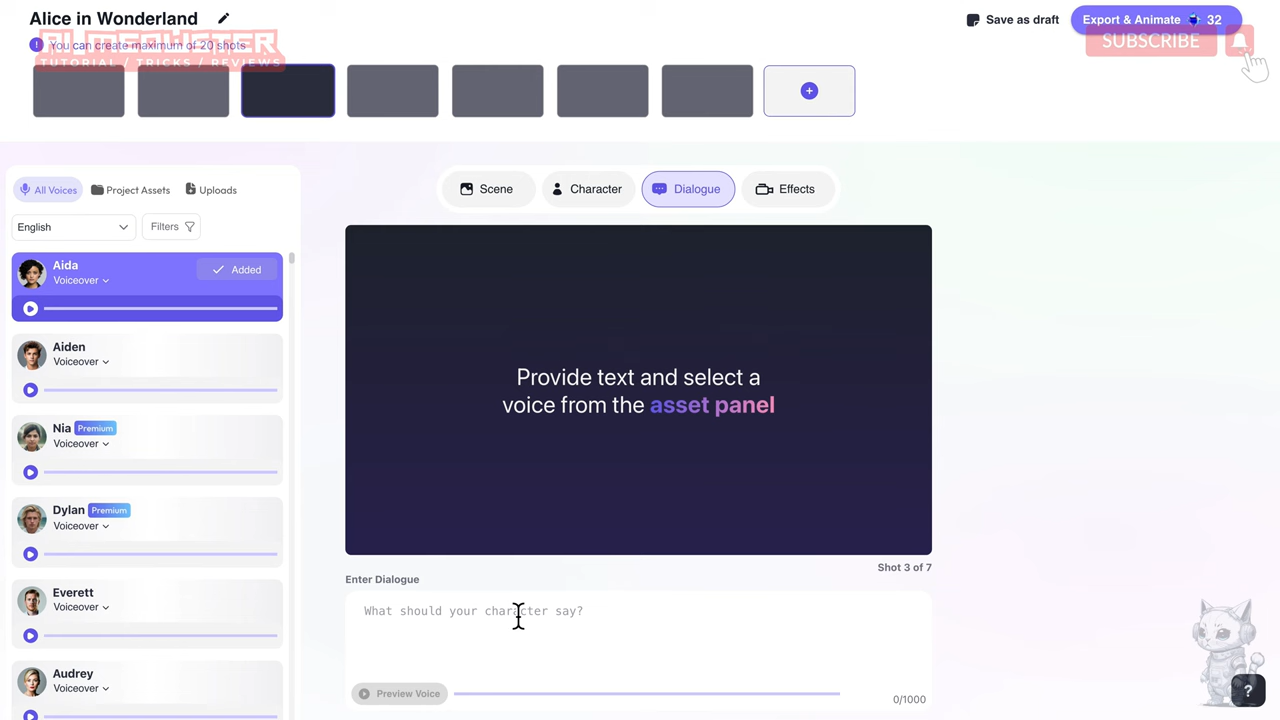 Alice in Wonderland
Save as draft
Export & Animate 32
You can create maximum of 20 shots
TUTORIAL / TRICKS / REVIEWS
SUBSCRIBE
All Voices
Project Assets
Uploads
Scene
Character
Dialogue
Effects
English
Filters
Aida
Voiceover
Added
Aiden
Voiceover
Nia Premium
Voiceover
Dylan Premium
Voiceover
Everett
Voiceover
Audrey
Voiceover
Provide text and select a
voice from the asset panel
Shot 3 of 7
Enter Dialogue
What should your character say?
Preview Voice
0/1000
?